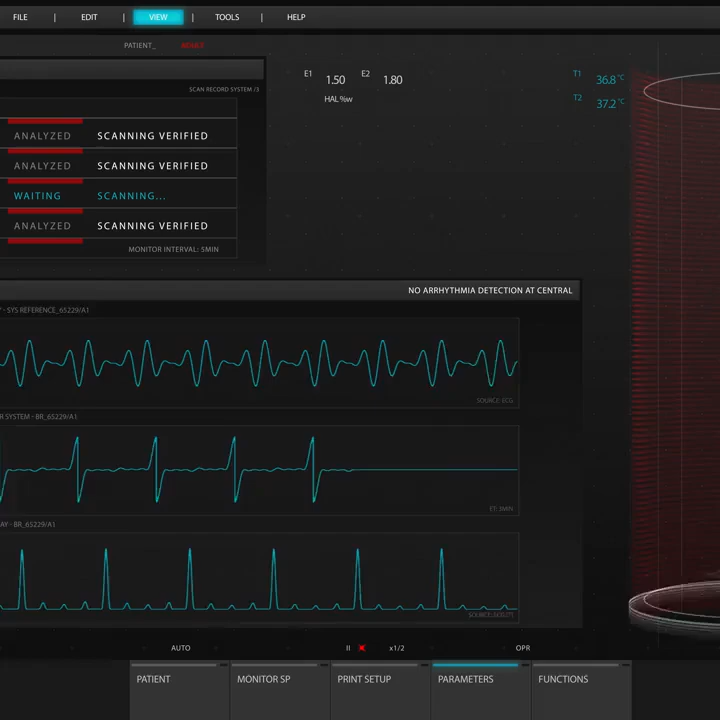 FILE | EDIT | VIEW | TOOLS | HELP
PATIENT_ ADULT
SCAN RECORD SYSTEM /3
E1 1.50 E2 1.80
HAL %w
T1 36.8 °C
T2 37.2 °C
ANALYZED SCANNING VERIFIED
ANALYZED SCANNING VERIFIED
WAITING SCANNING...
ANALYZED SCANNING VERIFIED
MONITOR INTERVAL: 5MIN
NO ARRHYTHMIA DETECTION AT CENTRAL
- SYS REFERENCE_65229/A1
SOURCE: ECG
SYSTEM - BR_65229/A1
- BR_65229/A1
AUTO II x1/2 OPR
PATIENT MONITOR SP PRINT SETUP PARAMETERS FUNCTIONS